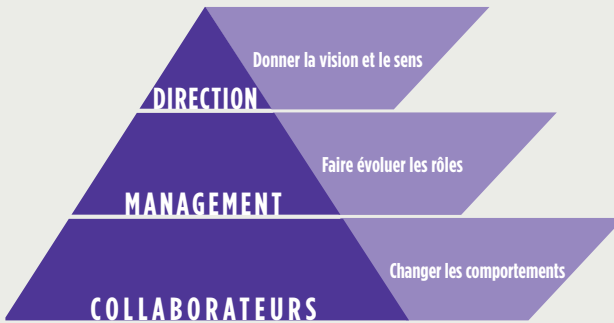 Donner la vision et le sens
DIRECTION
Faire évoluer les rôles
MANAGEMENT
Changer les comportements
COLLABORATEURS